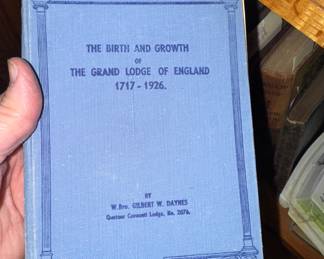 THE BIRTH AND GROWTH
OF
THE GRAND LODGE OF ENGLAND
1717 - 1926.
BY
W.Bro. GILBERT W. DAYNES
Quatuor Coronati Lodge, No. 2076.